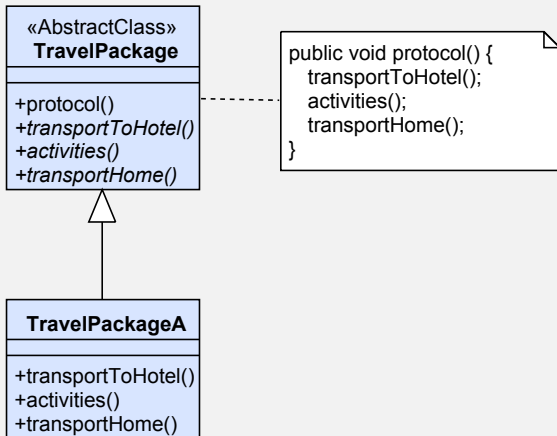 «AbstractClass»
TravelPackage
+protocol()
+transportToHotel()
+activities()
+transportHome()
public void protocol() {
transportToHotel();
activities();
transportHome();
}
TravelPackageA
+transportToHotel()
+activities()
+transportHome()